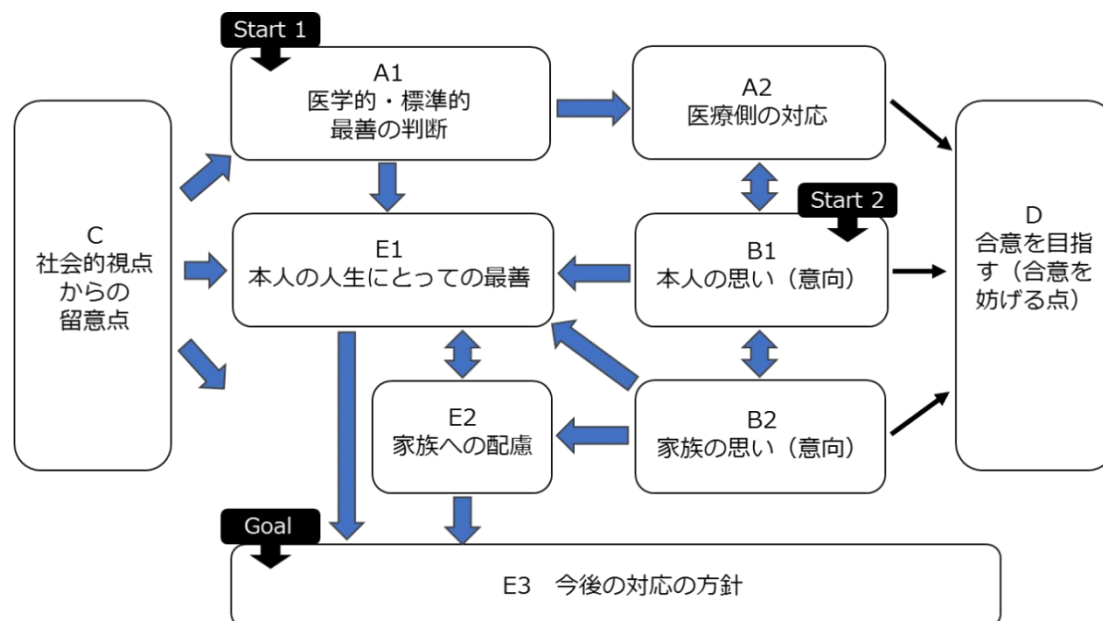 Start 1
A1
医学的・標準的
最善の判断
A2
医療側の対応
C
社会的視点
からの
留意点
E1
本人の人生にとっての最善
Start 2
B1
本人の思い（意向）
D
合意を目指
す（合意を
妨げる点）
E2
家族への配慮
B2
家族の思い（意向）
Goal
E3　今後の対応の方針